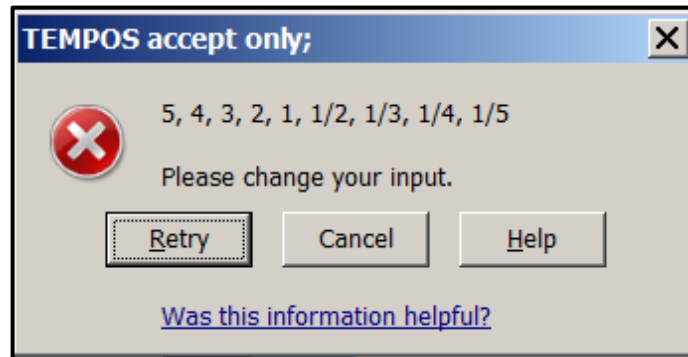 TEMPOS accept only;
5, 4, 3, 2, 1, 1/2, 1/3, 1/4, 1/5
Please change your input.
Retry Cancel Help
Was this information helpful?